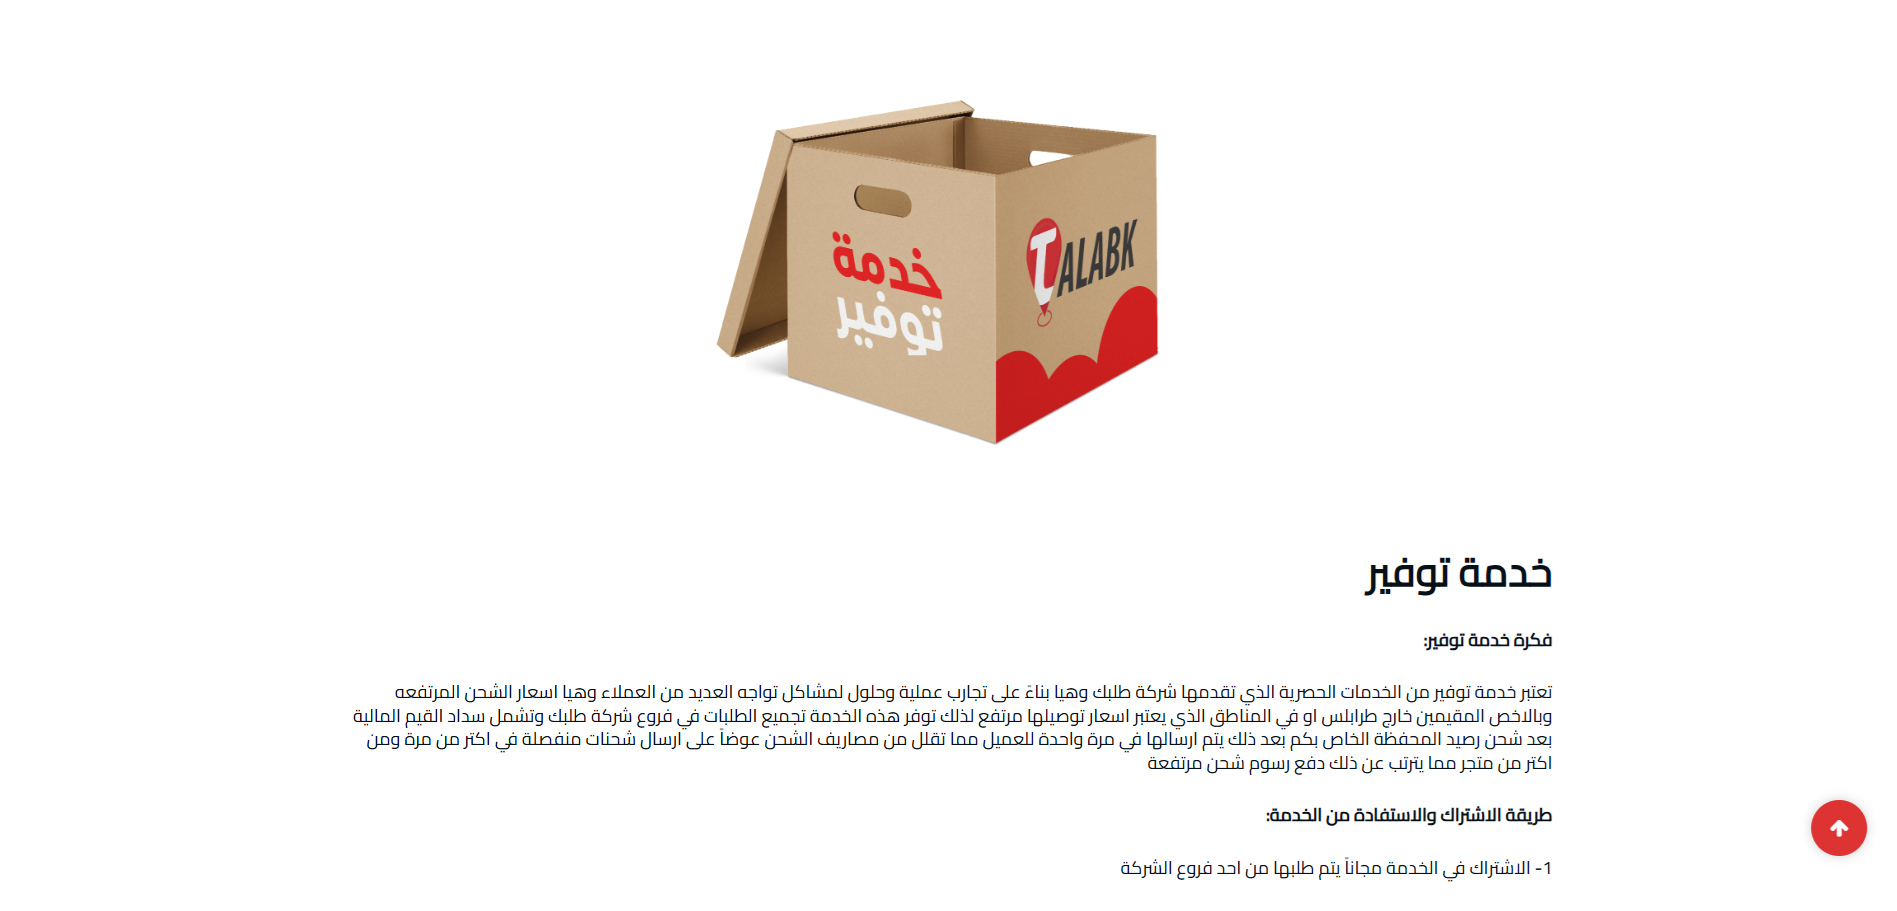 خدمة
توفير
TALABK
خدمة توفير
فكرة خدمة توفير:
تعتبر خدمة توفير من الخدمات الحصرية الذي تقدمها شركة طلبك وهيا بناءً على تجارب عملية وحلول لمشاكل تواجه العديد من العملاء وهيا اسعار الشحن المرتفعه
وبالاخص المقيمين خارج طرابلس او في المناطق الذي يعتبر اسعار توصيلها مرتفع لذلك توفر هذه الخدمة تجميع الطلبات في فروع شركة طلبك وتشمل سداد القيم المالية
بعد شحن رصيد المحفظة الخاص بكم بعد ذلك يتم ارسالها في مرة واحدة للعميل مما تقلل من مصاريف الشحن عوضاً على ارسال شحنات منفصلة في اكتر من مرة ومن
اكتر من متجر مما يترتب عن ذلك دفع رسوم شحن مرتفعة
طريقة الاشتراك والاستفادة من الخدمة:
1- الاشتراك في الخدمة مجاناً يتم طلبها من احد فروع الشركة